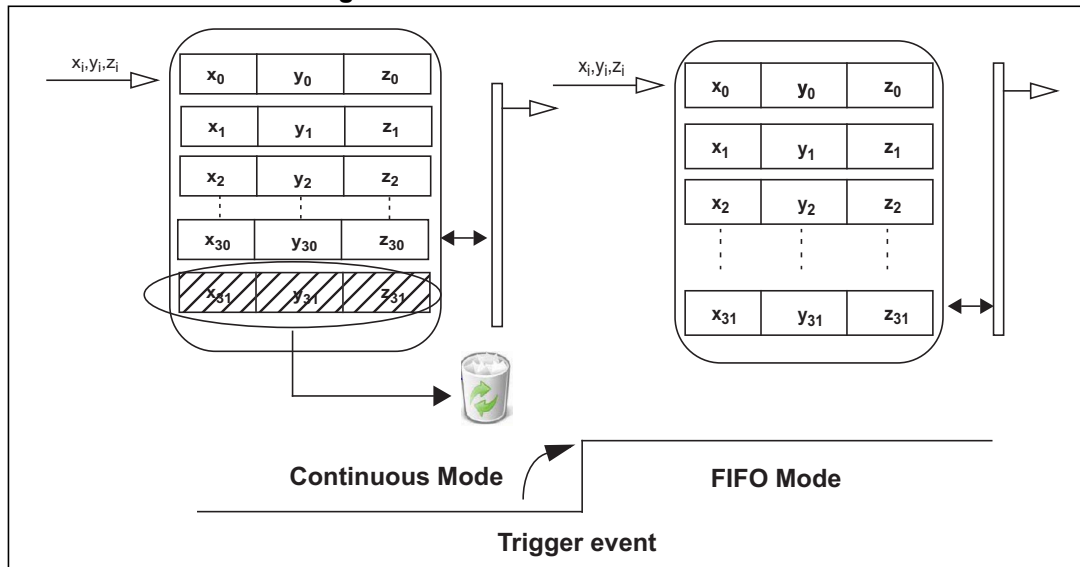 xi,yi,zi
x0 y0 z0
x1 y1 z1
x2 y2 z2
x30 y30 z30
x31 y31 z31
xi,yi,zi
x0 y0 z0
x1 y1 z1
x2 y2 z2
x31 y31 z31
Continuous Mode
FIFO Mode
Trigger event